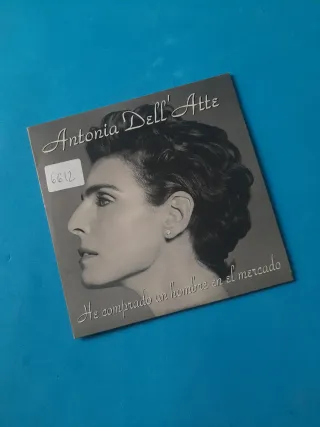 Antonia Dell'Atte
6612
He comprado un hombre en el mercado